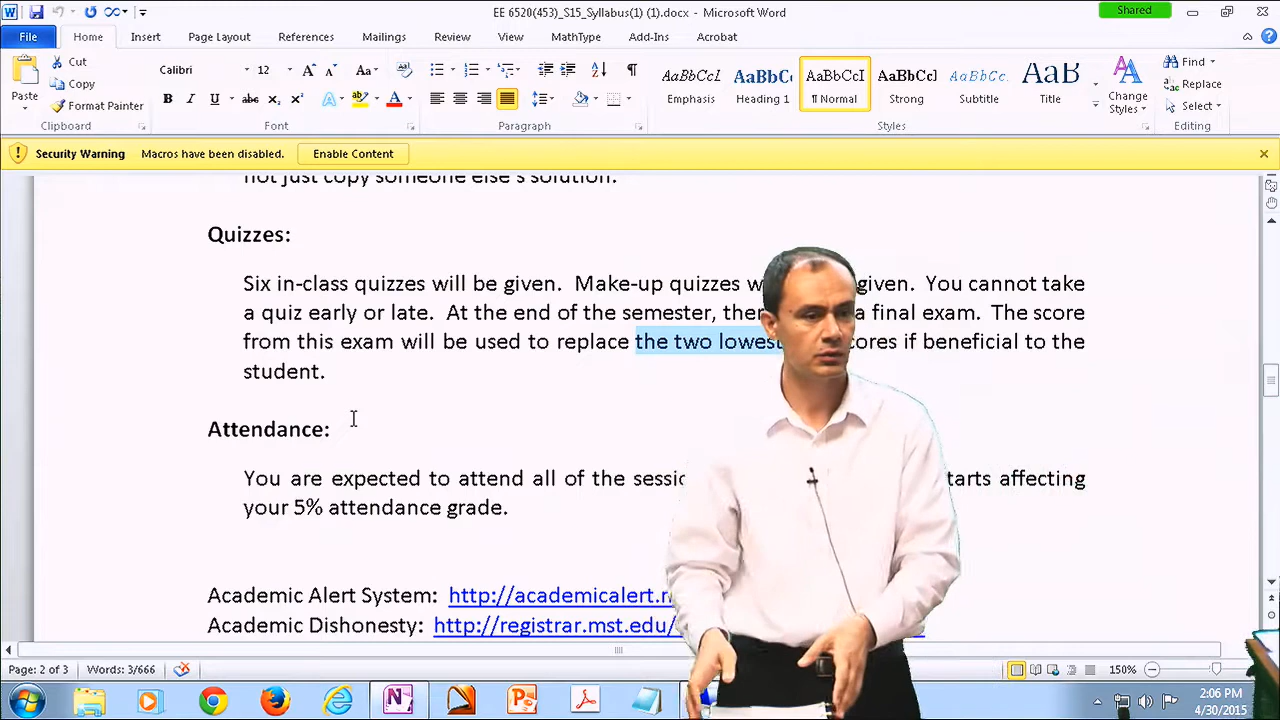 EE 6520(453)_S15_Syllabus(1) (1).docx - Microsoft Word
Shared
File Home Insert Page Layout References Mailings Review View MathType Add-Ins Acrobat
Paste
Cut
Copy
Format Painter
Clipboard
Calibri 12
Font
Paragraph
AaBbCcI Emphasis
AaBbC Heading 1
AaBbCcI ¶ Normal
AaBbCcI Strong
AaBbCc Subtitle
AaB Title
Change Styles
Styles
Find
Replace
Select
Editing
Security Warning Macros have been disabled. Enable Content
not just copy someone else's solution.
Quizzes:
Six in-class quizzes will be given. Make-up quizzes given. You cannot take
a quiz early or late. At the end of the semester, a final exam. The score
from this exam will be used to replace the two lowest if beneficial to the
student.
Attendance:
You are expected to attend all of the affecting
your 5% attendance grade.
Academic Alert System: http://academicalert.
Academic Dishonesty: http://registrar.mst.edu/
Page: 2 of 3 Words: 3/666 150%
2:06 PM
4/30/2015